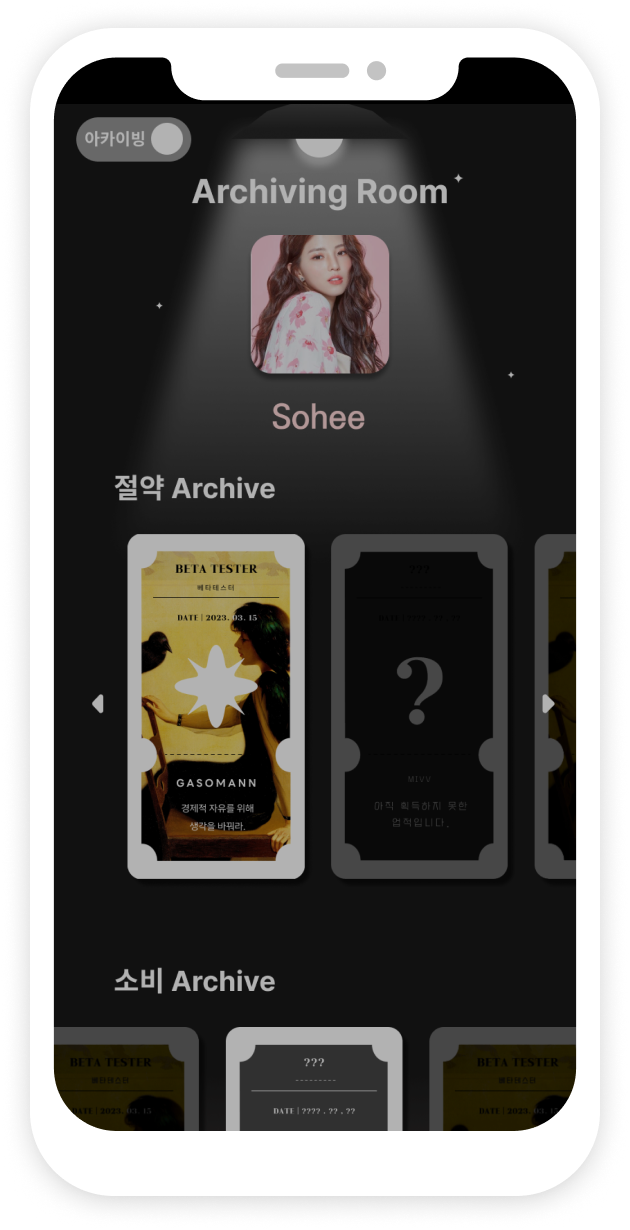 아카이빙
Archiving Room
Sohee
절약 Archive
BETA TESTER
베타테스터
DATE | 2023. 03. 15
GASOMANN
경제적 자유를 위해
생각을 바꿔라.
???
?
MIVV
아직 획득하지 못한
업적입니다.
소비 Archive
BETA TESTER
베타테스터
DATE | 2023. 03. 15
???
---------
DATE | ???? . ?? . ??
BETA TESTER
베타테스터
DATE | 2023. 03. 15